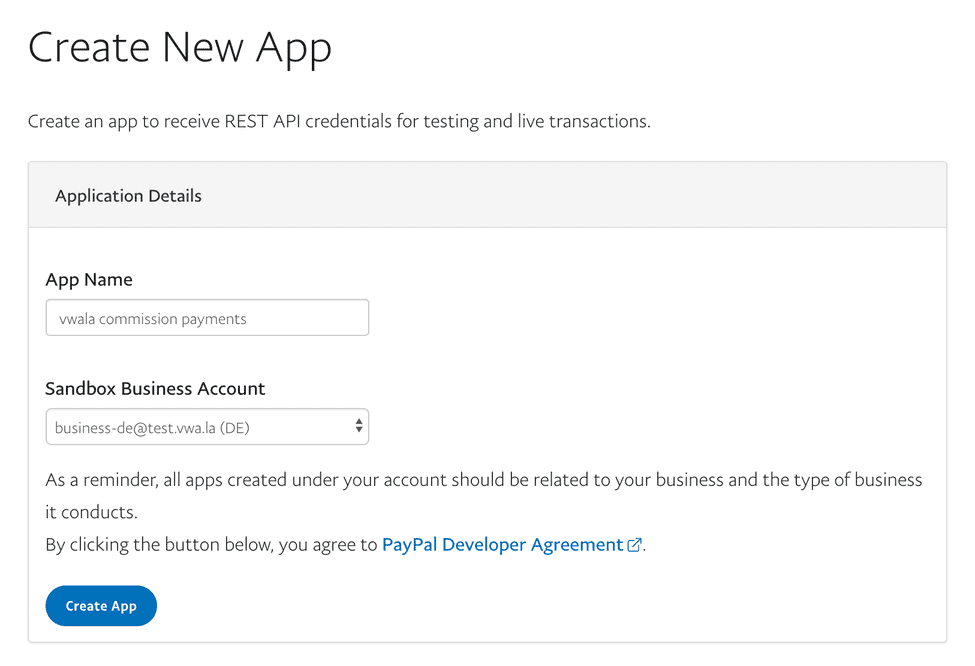 Create New App
Create an app to receive REST API credentials for testing and live transactions.
Application Details
App Name
vwala commission payments
Sandbox Business Account
business-de@test.vwa.la (DE)
As a reminder, all apps created under your account should be related to your business and the type of business
it conducts.
By clicking the button below, you agree to PayPal Developer Agreement.
Create App